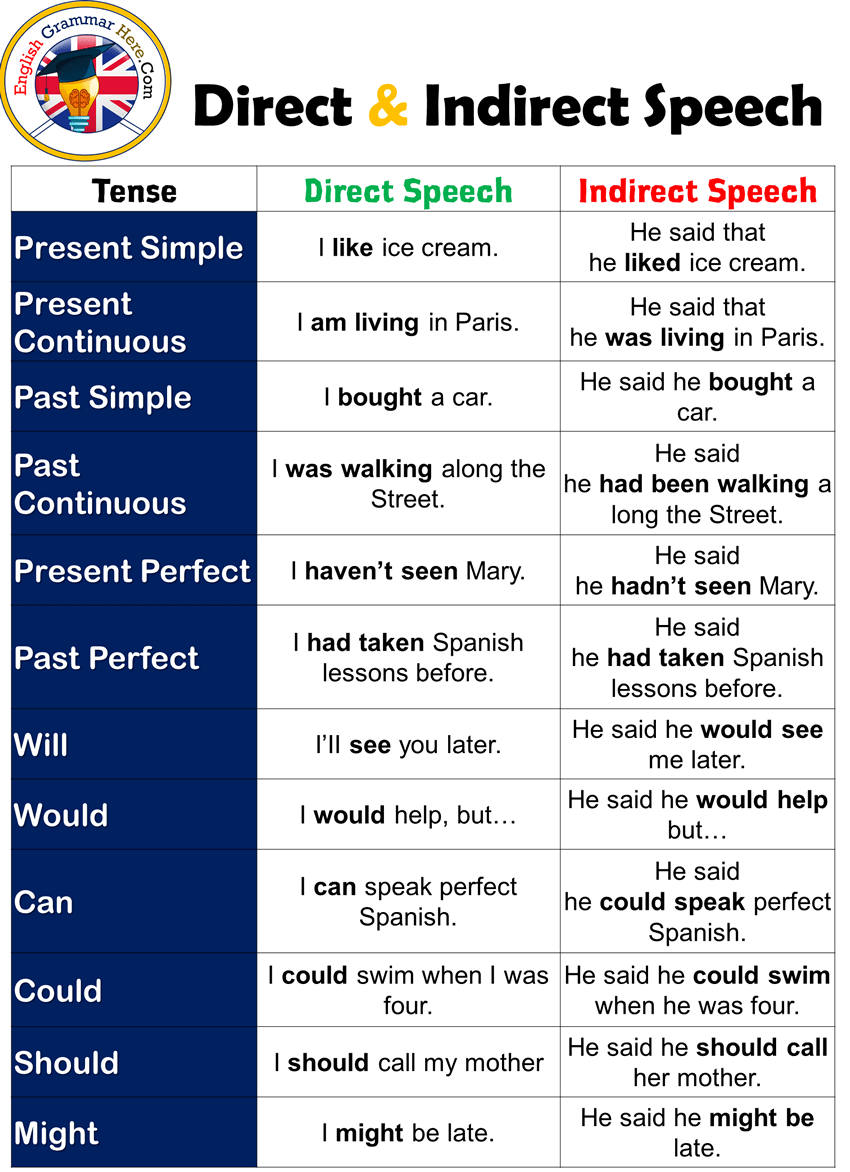 English Grammar Here.Com
Direct & Indirect Speech
Tense
Direct Speech
Indirect Speech
Present Simple
I like ice cream.
He said that
he liked ice cream.
Present
Continuous
I am living in Paris.
He said that
he was living in Paris.
Past Simple
I bought a car.
He said he bought a
car.
Past
Continuous
I was walking along the
Street.
He said
he had been walking a
long the Street.
Present Perfect
I haven’t seen Mary.
He said
he hadn’t seen Mary.
Past Perfect
I had taken Spanish
lessons before.
He said
he had taken Spanish
lessons before.
Will
I’ll see you later.
He said he would see
me later.
Would
I would help, but…
He said he would help
but…
Can
I can speak perfect
Spanish.
He said
he could speak perfect
Spanish.
Could
I could swim when I was
four.
He said he could swim
when he was four.
Should
I should call my mother
He said he should call
her mother.
Might
I might be late.
He said he might be
late.